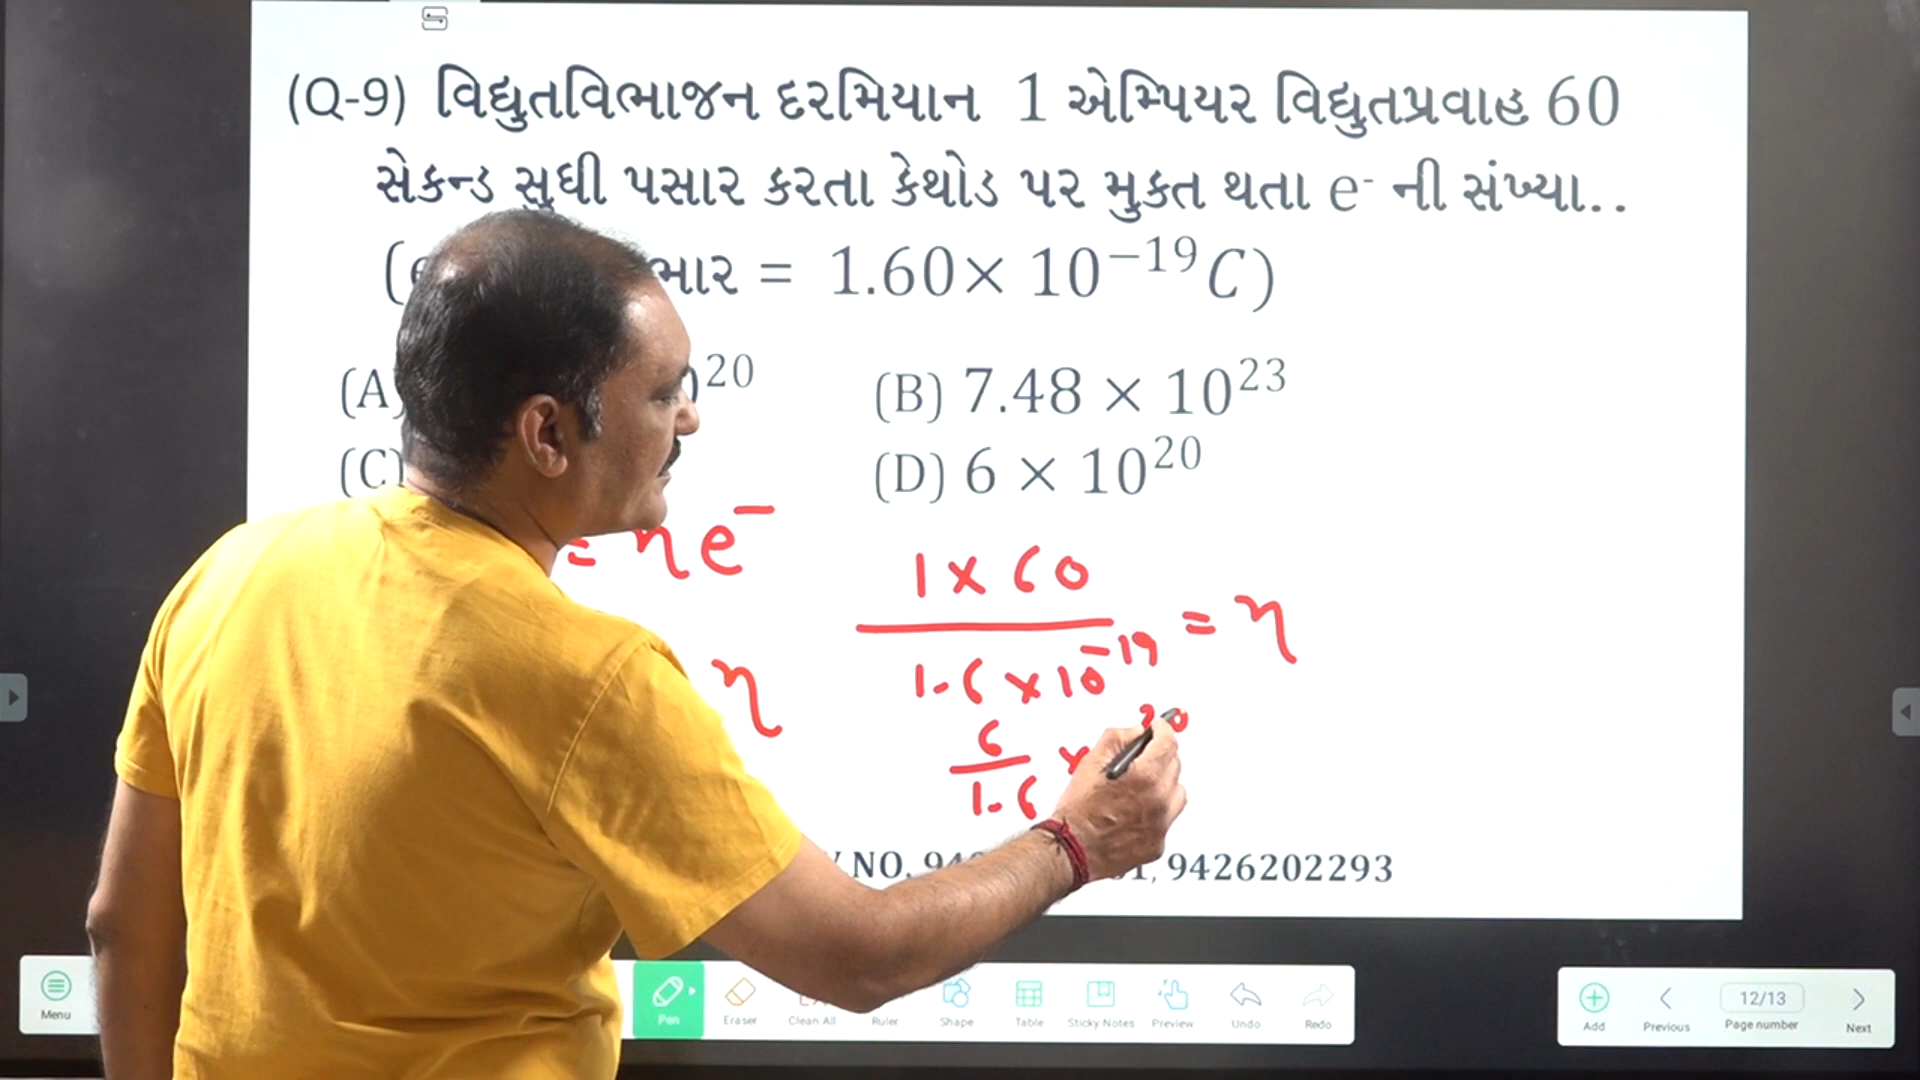 (Q-9) વિદ્યુતવિભાજન દરમિયાન 1 એમ્પિયર વિદ્યુતપ્રવાહ 60
સેકન્ડ સુધી પસાર કરતા કેથોડ પર મુક્ત થતા e⁻ ની સંખ્યા..
= 1.60× 10⁻¹⁹C)
(A) 20
(B) 7.48 × 10²³
(C)
(D) 6 × 10²⁰
= ne⁻
1 × 60
1.6 × 10⁻¹⁹ = n
n
6
1.6
NO. 9426202293
Menu
Pen Eraser Clean All Ruler Shape Table Sticky Notes Preview Undo Redo
12/13
Add Previous Page number Next